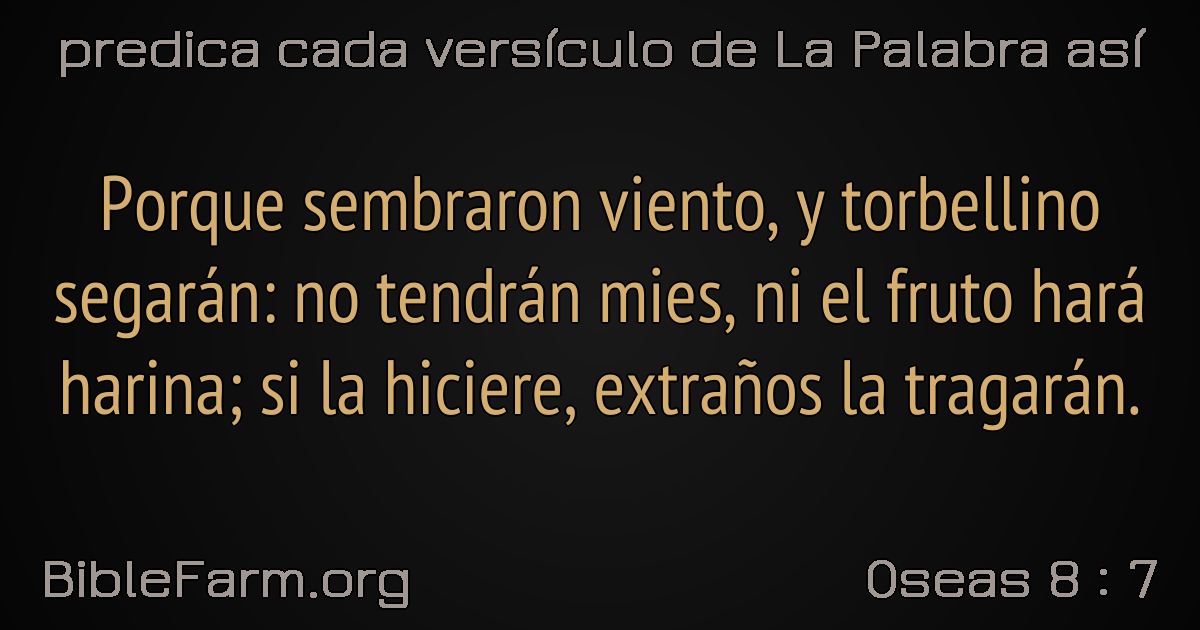 predica cada versículo de La Palabra así
Porque sembraron viento, y torbellino
segarán: no tendrán mies, ni el fruto hará
harina; si la hiciere, extraños la tragarán.
BibleFarm.org
Oseas 8 : 7